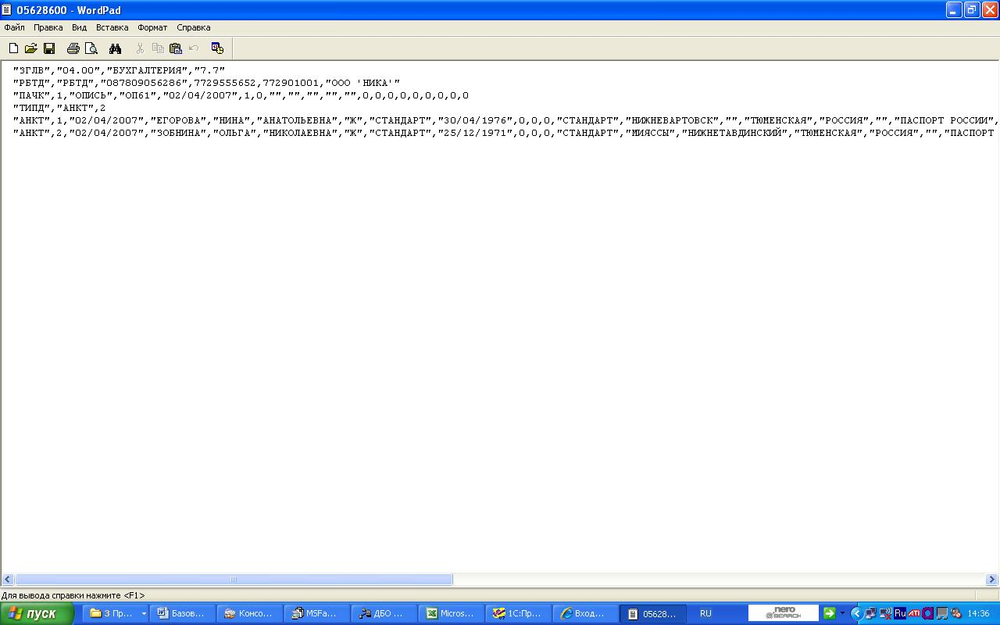 05628600 - WordPad
Файл Правка Вид Вставка Формат Справка
"ЗГЛВ","04.00","БУХГАЛТЕРИЯ","7.7"
"РБТД","РБТД","087809056286",7729555652,772901001,"ООО 'НИКА'"
"ПАЧК",1,"ОПИСЬ","ОП61","02/04/2007",1,0,"","","","","",0,0,0,0,0,0,0,0,0
"ТИПД","АНКТ",2
"АНКТ",1,"02/04/2007","ЕГОРОВА","НИНА","АНАТОЛЬЕВНА","Ж","СТАНДАРТ","30/04/1976",0,0,0,"СТАНДАРТ","НИЖНЕВАРТОВСК","","ТЮМЕНСКАЯ","РОССИЯ","","ПАСПОРТ РОССИИ",
"АНКТ",2,"02/04/2007","ЗОБНИНА","ОЛЬГА","НИКОЛАЕВНА","Ж","СТАНДАРТ","25/12/1971",0,0,0,"СТАНДАРТ","МИЯССЫ","НИЖНЕТАВДИНСКИЙ","ТЮМЕНСКАЯ","РОССИЯ","","ПАСПОРТ
Для вывода справки нажмите <F1>
пуск 3 Пр... Базов... Консо... MSFa... ДБО ... Micros... 1С:Пр... Вход... 05628... RU nero SEARCH Ru 14:36